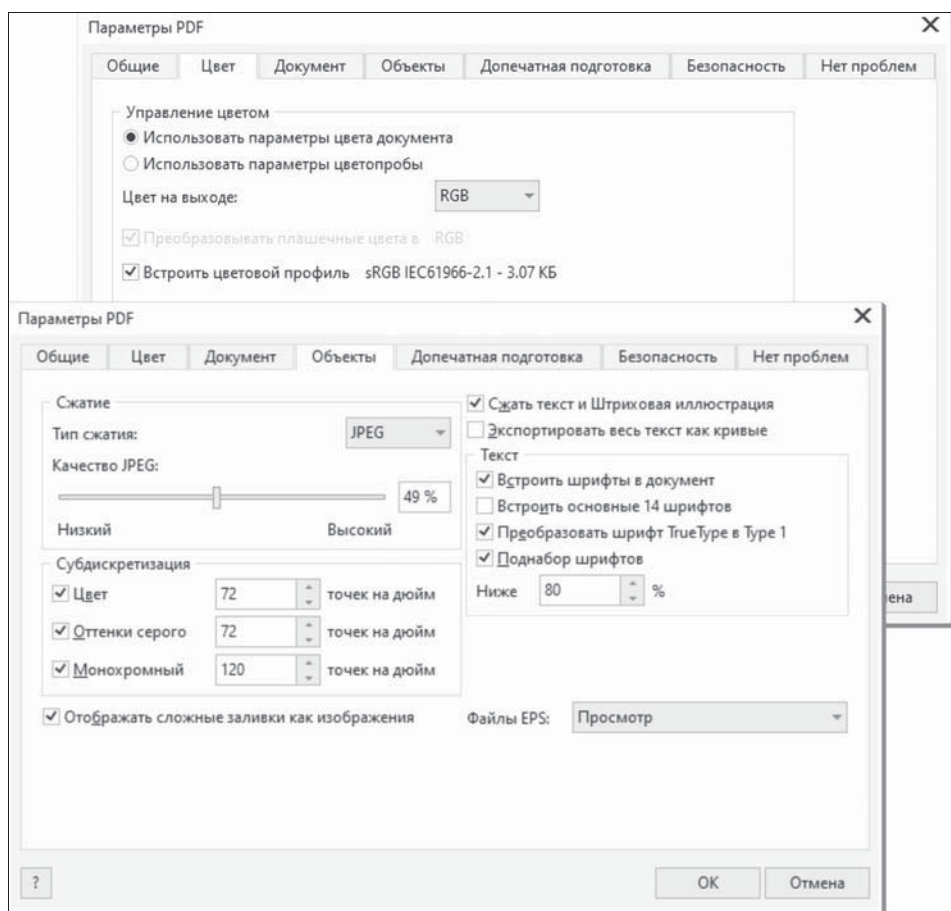 Параметры PDF
Общие Цвет Документ Объекты Допечатная подготовка Безопасность Нет проблем
Управление цветом
Использовать параметры цвета документа
Использовать параметры цветопробы
Цвет на выходе: RGB
Преобразовывать плашечные цвета в RGB
Встроить цветовой профиль sRGB IEC61966-2.1 - 3.07 КБ
ена
Параметры PDF
Общие Цвет Документ Объекты Допечатная подготовка Безопасность Нет проблем
Сжатие
Тип сжатия: JPEG
Качество JPEG:
49 %
Низкий Высокий
Субдискретизация
Цвет 72 точек на дюйм
Оттенки серого 72 точек на дюйм
Монохромный 120 точек на дюйм
Отображать сложные заливки как изображения
Сжать текст и Штриховая иллюстрация
Экспортировать весь текст как кривые
Текст
Встроить шрифты в документ
Встроить основные 14 шрифтов
Преобразовать шрифт TrueType в Type 1
Поднабор шрифтов
Ниже 80 %
Файлы EPS: Просмотр
? OK Отмена